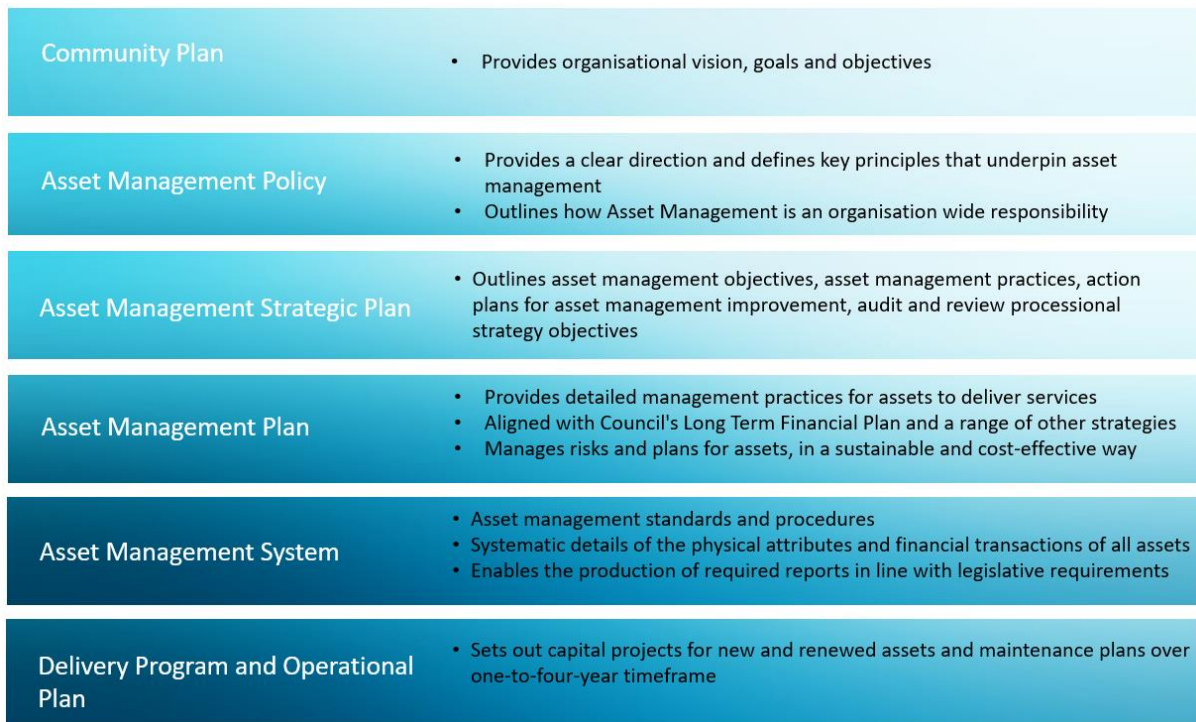 Community Plan
• Provides organisational vision, goals and objectives
Asset Management Policy
• Provides a clear direction and defines key principles that underpin asset
management
• Outlines how Asset Management is an organisation wide responsibility
Asset Management Strategic Plan
• Outlines asset management objectives, asset management practices, action
plans for asset management improvement, audit and review processional
strategy objectives
Asset Management Plan
• Provides detailed management practices for assets to deliver services
• Aligned with Council's Long Term Financial Plan and a range of other strategies
• Manages risks and plans for assets, in a sustainable and cost-effective way
Asset Management System
• Asset management standards and procedures
• Systematic details of the physical attributes and financial transactions of all assets
• Enables the production of required reports in line with legislative requirements
Delivery Program and Operational
Plan
• Sets out capital projects for new and renewed assets and maintenance plans over
one-to-four-year timeframe